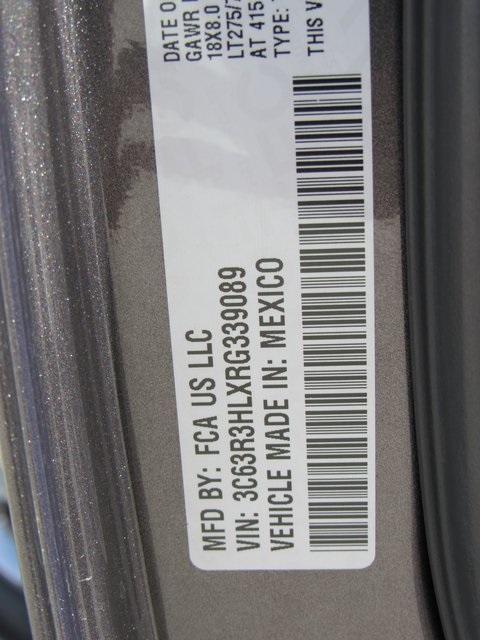 MFD BY: FCA US LLC
VIN: 3C63R3HLXRG339089
VEHICLE MADE IN: MEXICO
DATE O
GAWR
18X8.0
LT275/
AT 415
TYPE:
THIS V